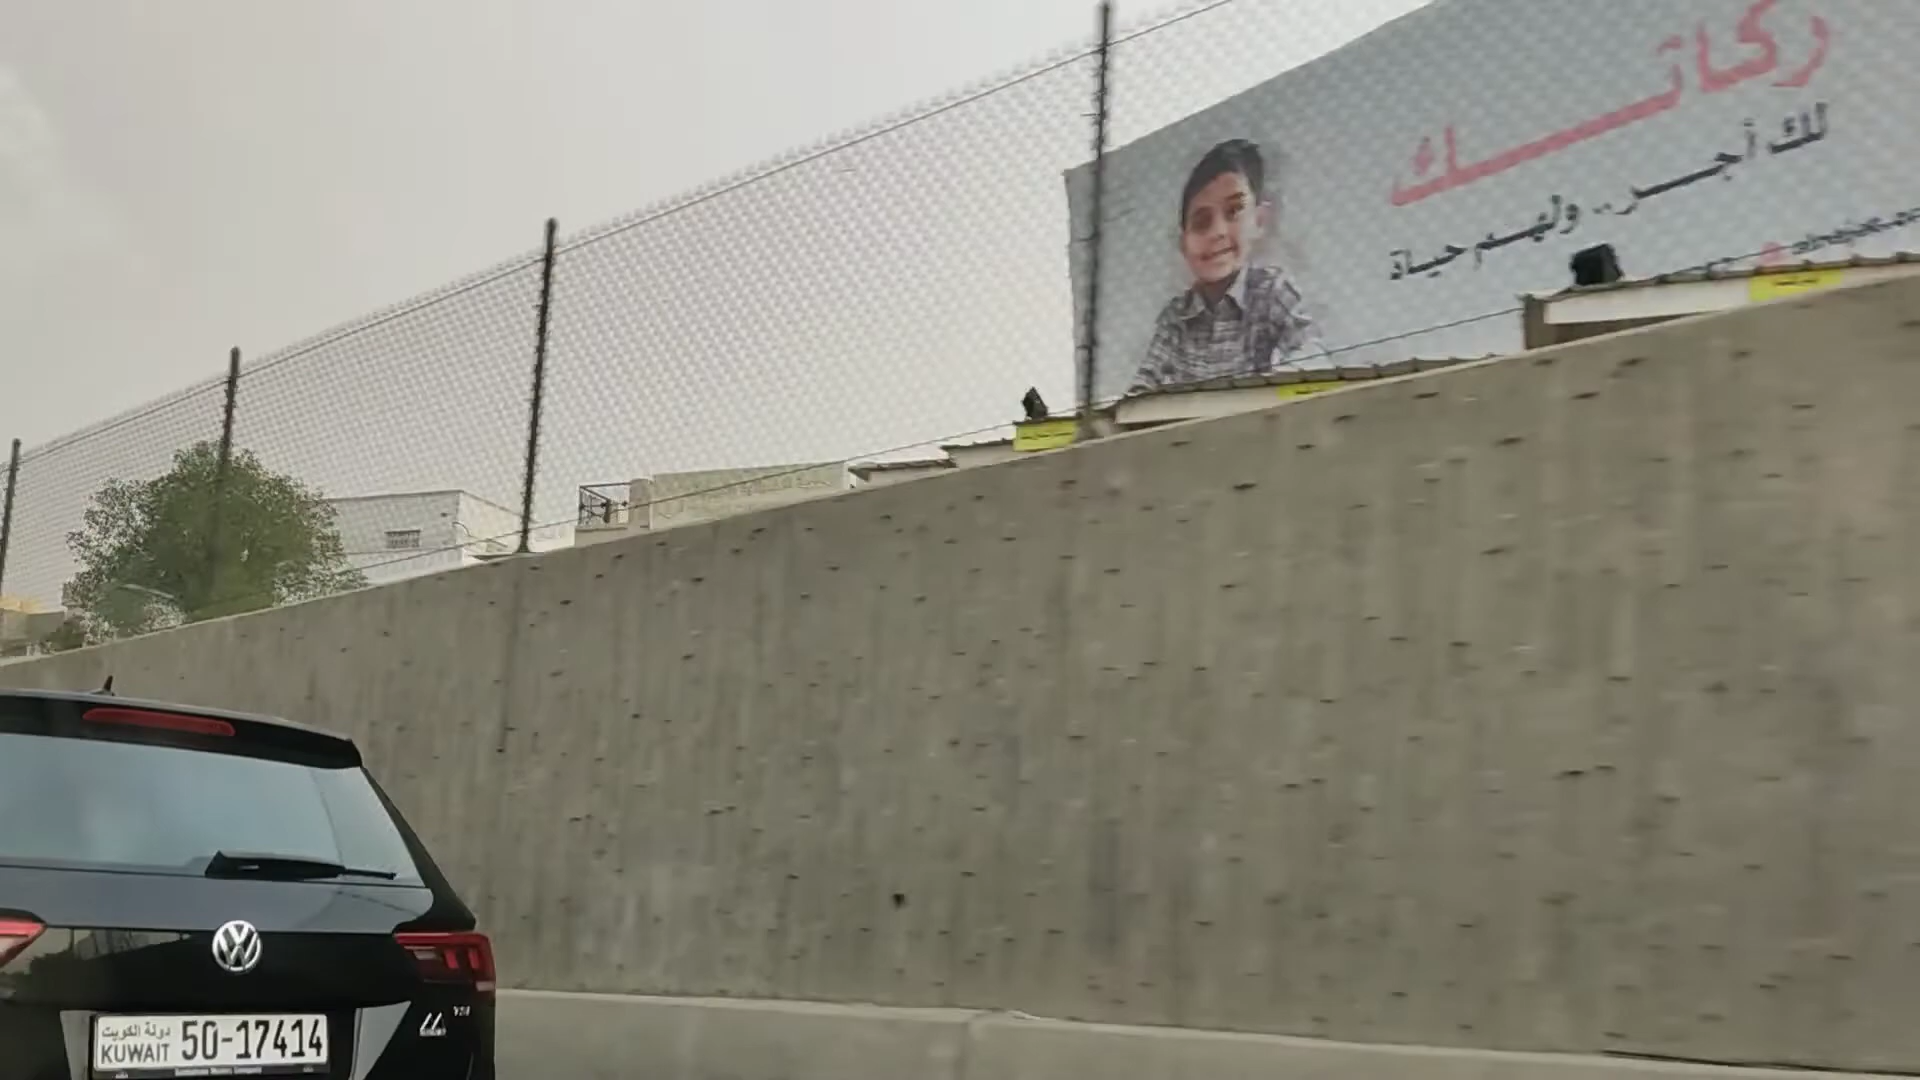 زكاتك
لك أجر.. ولهم حياة
دولة الكويت
KUWAIT
50-17414